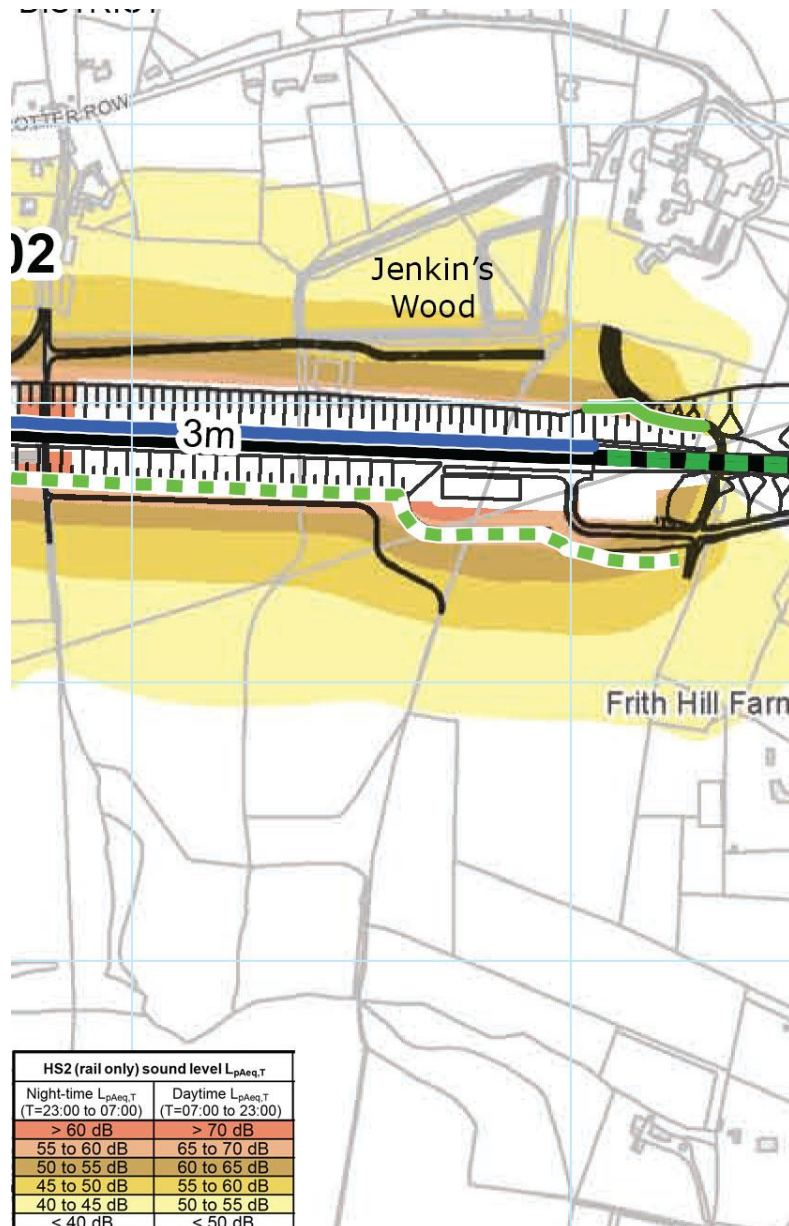 DISTRICT
POTTER ROW
02
Jenkin's
Wood
3m
Frith Hill Farm
HS2 (rail only) sound level LpAeq,T
Night-time LpAeq,T
(T=23:00 to 07:00)
Daytime LpAeq,T
(T=07:00 to 23:00)
> 60 dB > 70 dB
55 to 60 dB 65 to 70 dB
50 to 55 dB 60 to 65 dB
45 to 50 dB 55 to 60 dB
40 to 45 dB 50 to 55 dB
< 40 dB < 50 dB